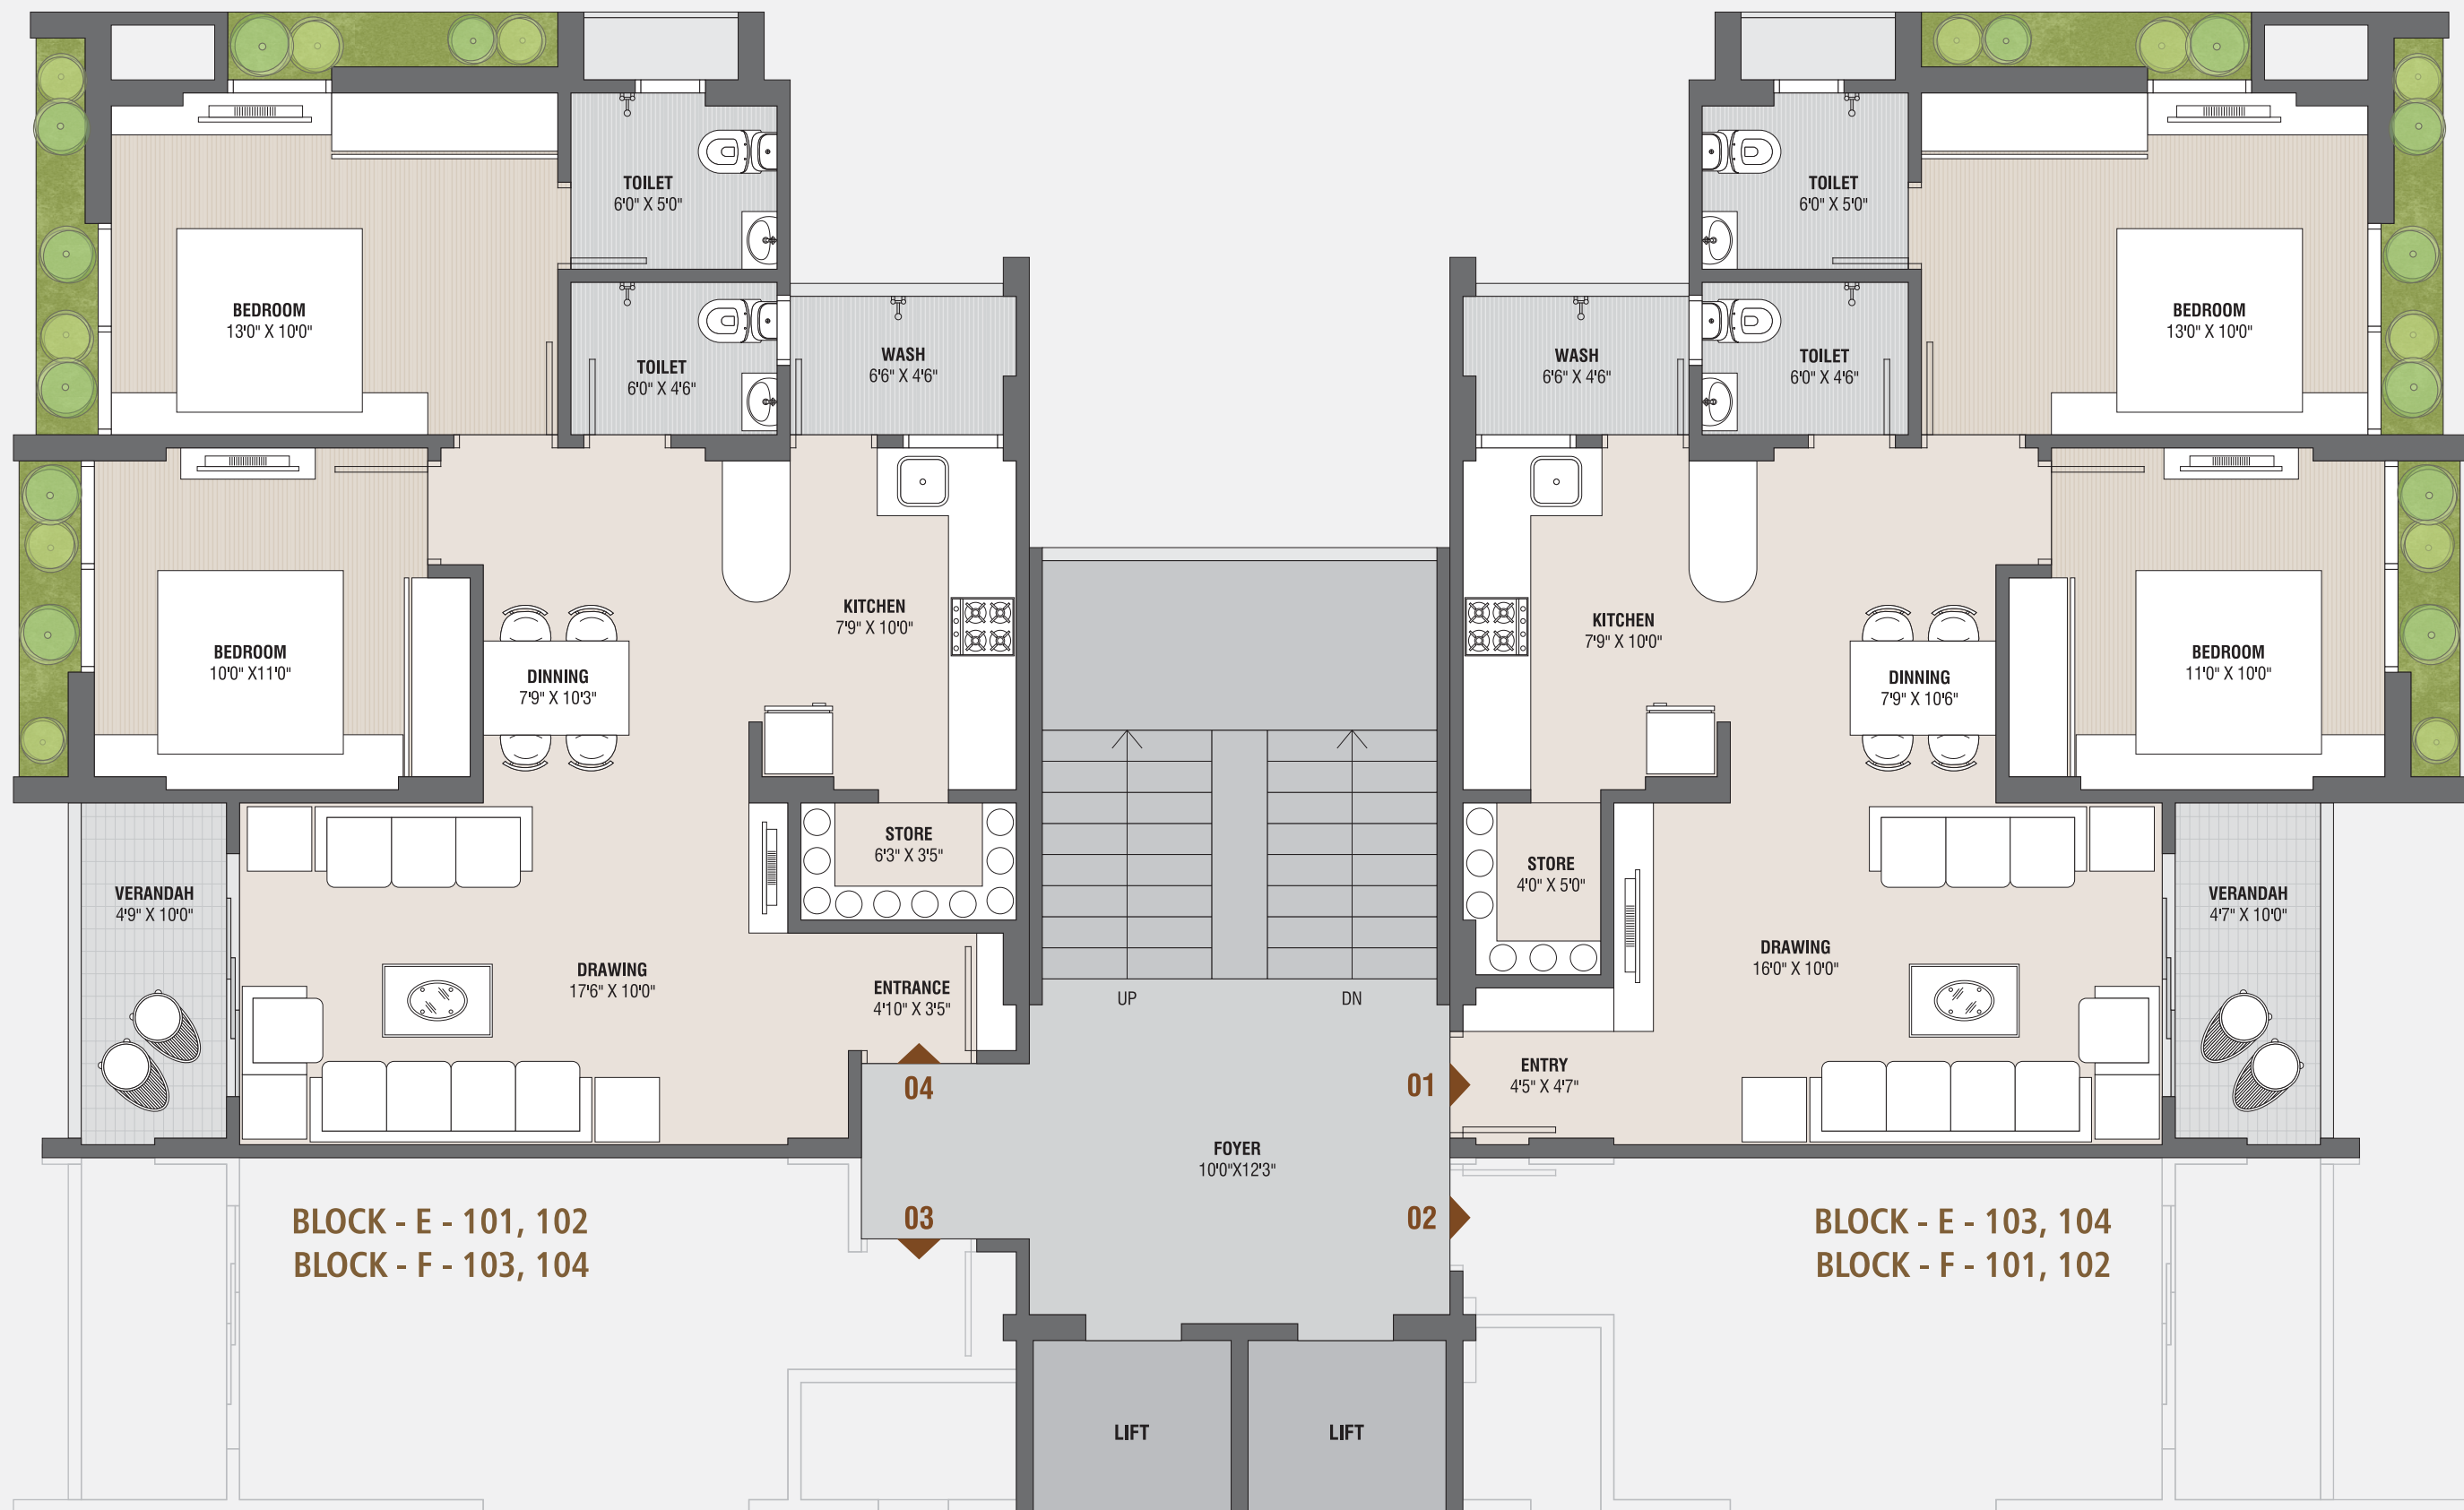 TOILET
6'0" X 5'0"
BEDROOM
13'0" X 10'0"
TOILET
6'0" X 4'6"
WASH
6'6" X 4'6"
BEDROOM
10'0" X11'0"
DINNING
7'9" X 10'3"
KITCHEN
7'9" X 10'0"
STORE
6'3" X 3'5"
VERANDAH
4'9" X 10'0"
DRAWING
17'6" X 10'0"
ENTRANCE
4'10" X 3'5"
04
03
BLOCK - E - 101, 102
BLOCK - F - 103, 104
UP
DN
FOYER
10'0"X12'3"
LIFT
LIFT
TOILET
6'0" X 5'0"
BEDROOM
13'0" X 10'0"
WASH
6'6" X 4'6"
TOILET
6'0" X 4'6"
KITCHEN
7'9" X 10'0"
DINNING
7'9" X 10'6"
BEDROOM
11'0" X 10'0"
STORE
4'0" X 5'0"
DRAWING
16'0" X 10'0"
VERANDAH
4'7" X 10'0"
ENTRY
4'5" X 4'7"
01
02
BLOCK - E - 103, 104
BLOCK - F - 101, 102